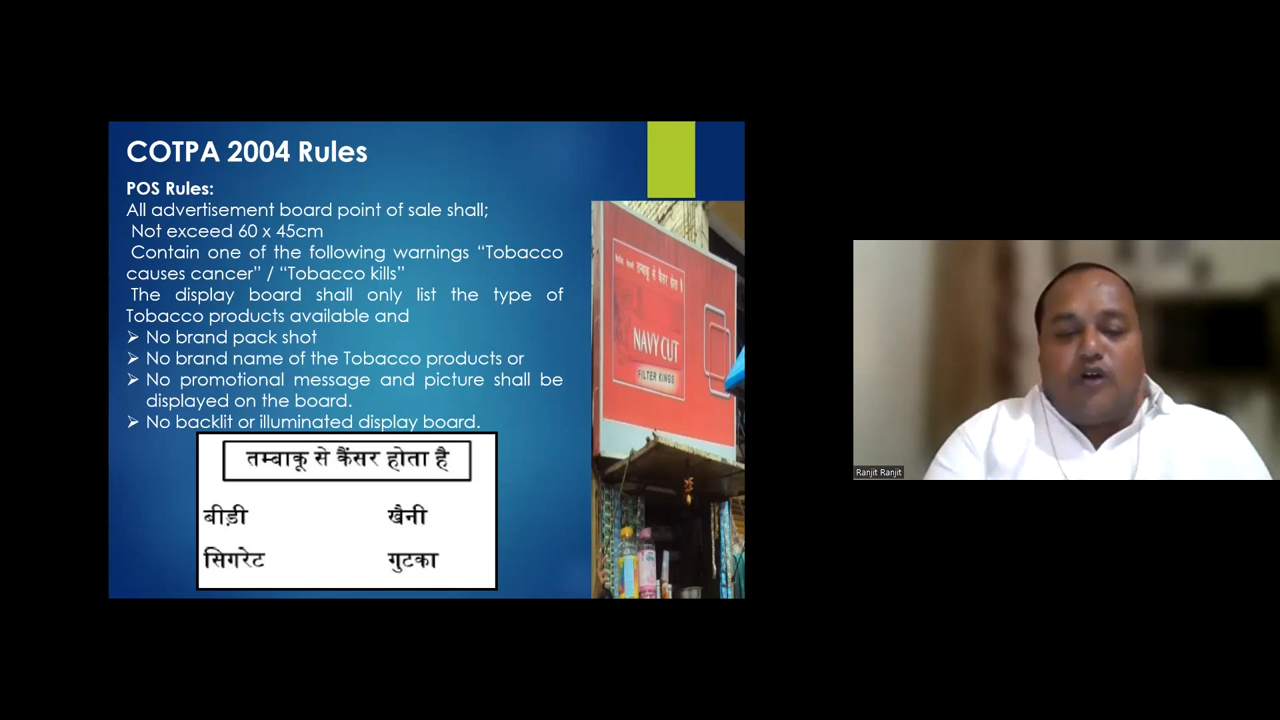 COTPA 2004 Rules
POS Rules:
All advertisement board point of sale shall;
Not exceed 60 x 45cm
Contain one of the following warnings “Tobacco
causes cancer” / “Tobacco kills”
The display board shall only list the type of
Tobacco products available and
➢ No brand pack shot
➢ No brand name of the Tobacco products or
➢ No promotional message and picture shall be
displayed on the board.
➢ No backlit or illuminated display board.
तम्बाकू से कैंसर होता है
बीड़ी खैनी
सिगरेट गुटका
तम्बाकू से कैंसर होता है
NAVY CUT
FILTER KINGS
Ranjit Ranjit